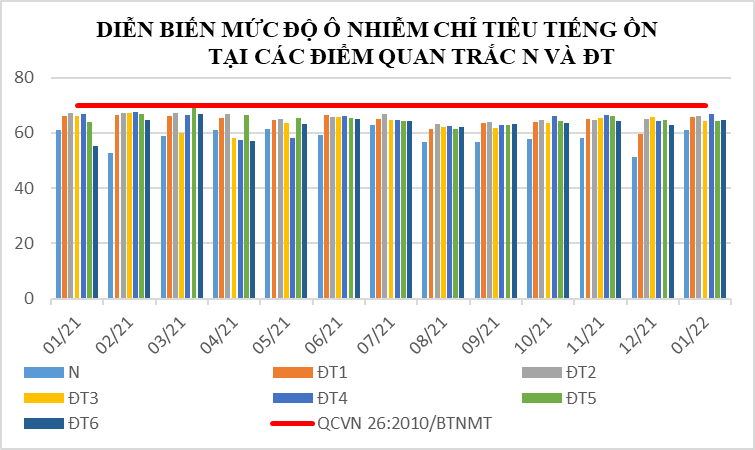 DIỄN BIẾN MỨC ĐỘ Ô NHIỄM CHỈ TIÊU TIẾNG ỒN
TẠI CÁC ĐIỂM QUAN TRẮC N VÀ ĐT
80
60
40
20
0
01/21 02/21 03/21 04/21 05/21 06/21 07/21 08/21 09/21 10/21 11/21 12/21 01/22
N ĐT1 ĐT2
ĐT3 ĐT4 ĐT5
ĐT6 QCVN 26:2010/BTNMT